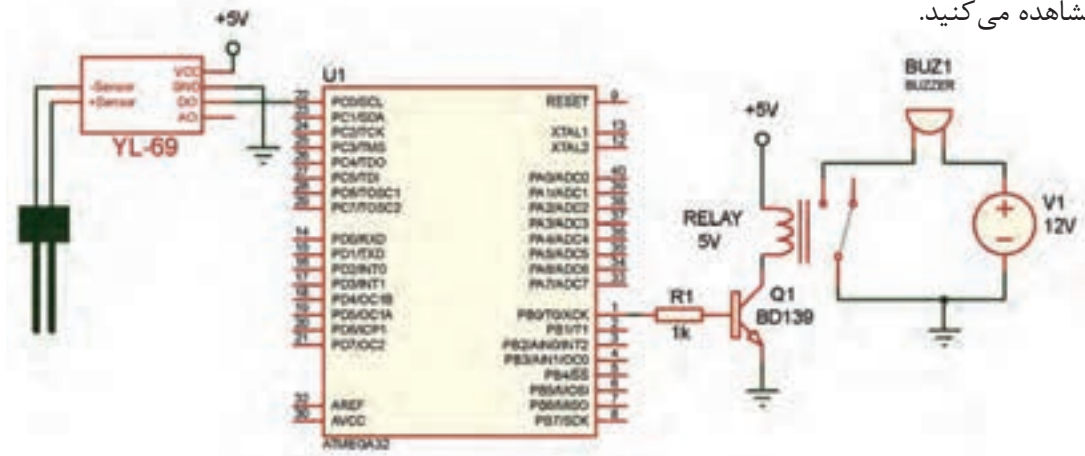 شاهده می‌کنید.
+5V
VCC
-Sensor
GND
+Sensor
DO
AO
YL-69
U1
PC0/SCL
PC1/SDA
PC2/TCK
PC3/TMS
PC4/TDO
PC5/TDI
PC6/TOSC1
PC7/TOSC2
14 PD0/RXD
PD1/TXD
PD2/INT0
PD3/INT1
PD4/OC1B
PD5/OC1A
PD6/ICP1
PD7/OC2
AREF
AVCC
ATMEGA32
RESET 9
XTAL1
XTAL2
PA0/ADC0
PA1/ADC1
PA2/ADC2
PA3/ADC3
PA4/ADC4
PA5/ADC5
PA6/ADC6
PA7/ADC7
PB0/T0/XCK 1
PB1/T1
PB2/AIN0/INT2
PB3/AIN1/OC0
PB4/SS
PB5/MOSI
PB6/MISO
PB7/SCK 8
R1
1k
+5V
RELAY
5V
Q1
BD139
BUZ1
BUZZER
V1
12V